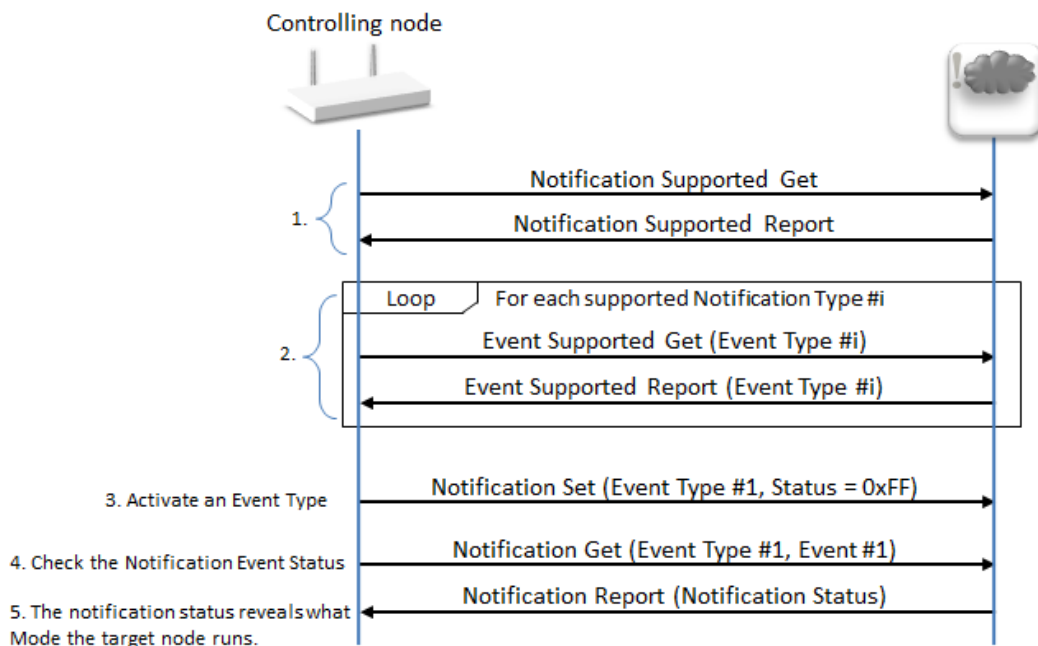 Controlling node
!
Notification Supported Get
1.
Notification Supported Report
Loop
For each supported Notification Type #i
Event Supported Get (Event Type #i)
2.
Event Supported Report (Event Type #i)
3. Activate an Event Type
Notification Set (Event Type #1, Status = 0xFF)
4. Check the Notification Event Status
Notification Get (Event Type #1, Event #1)
Notification Report (Notification Status)
5. The notification status reveals what
Mode the target node runs.